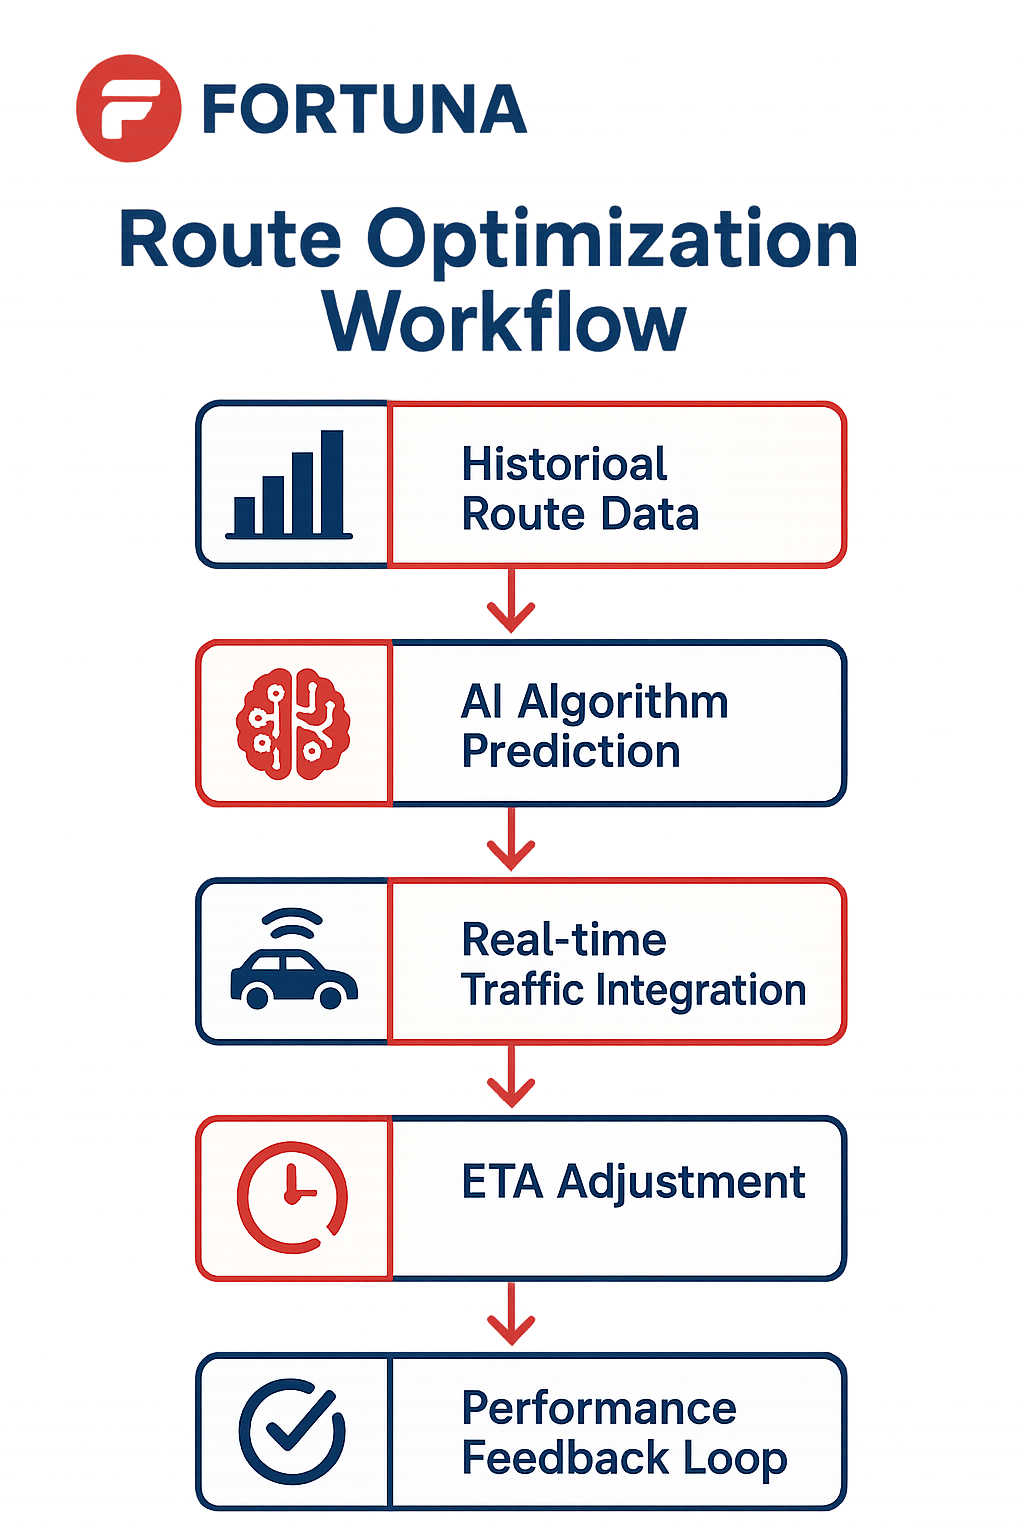 FORTUNA
Route Optimization
Workflow
Historioal
Route Data
AI Algorithm
Prediction
Real-time
Traffic Integration
ETA Adjustment
Performance
Feedback Loop